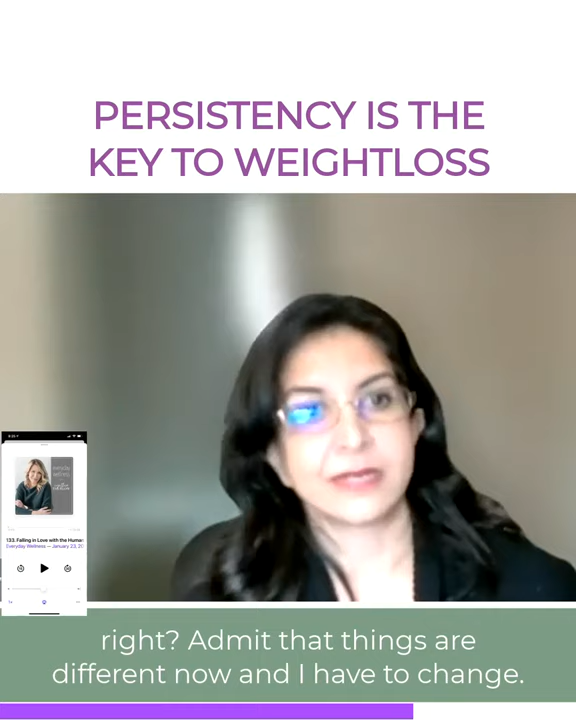 PERSISTENCY IS THE
KEY TO WEIGHTLOSS
133. Falling in Love with the Human
Everyday Wellness — January 23, 20
right? Admit that things are
different now and I have to change.